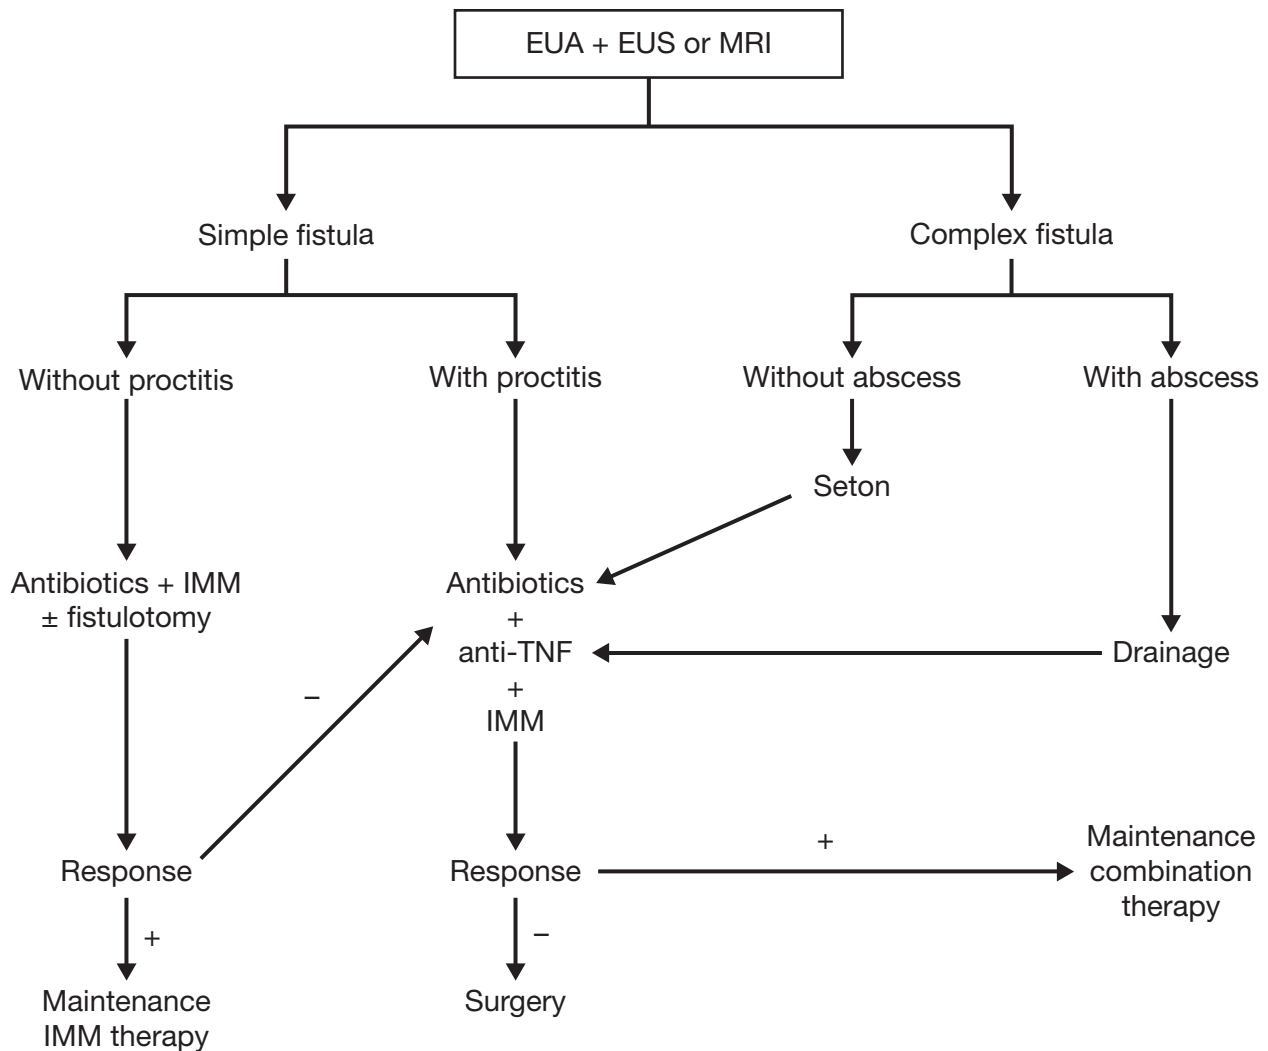 EUA + EUS or MRI
Simple fistula
Complex fistula
Without proctitis
With proctitis
Without abscess
With abscess
Seton
Antibiotics + IMM
± fistulotomy
Antibiotics
+
anti-TNF
+
IMM
Drainage
–
Response
Response
+
Maintenance
combination
therapy
+
–
Maintenance
IMM therapy
Surgery